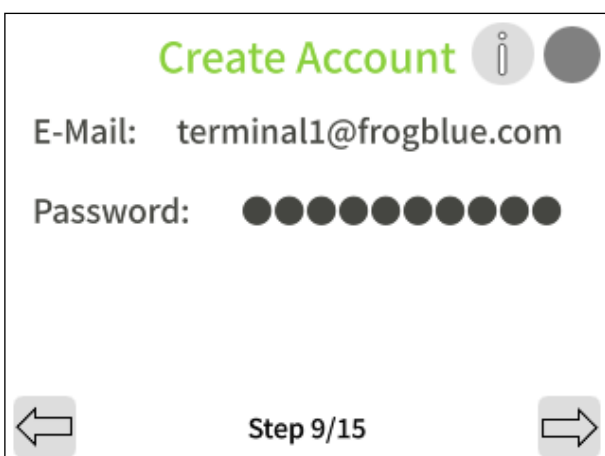 Create Account i
E-Mail: terminal1@frogblue.com
Password: ●●●●●●●●●●
Step 9/15